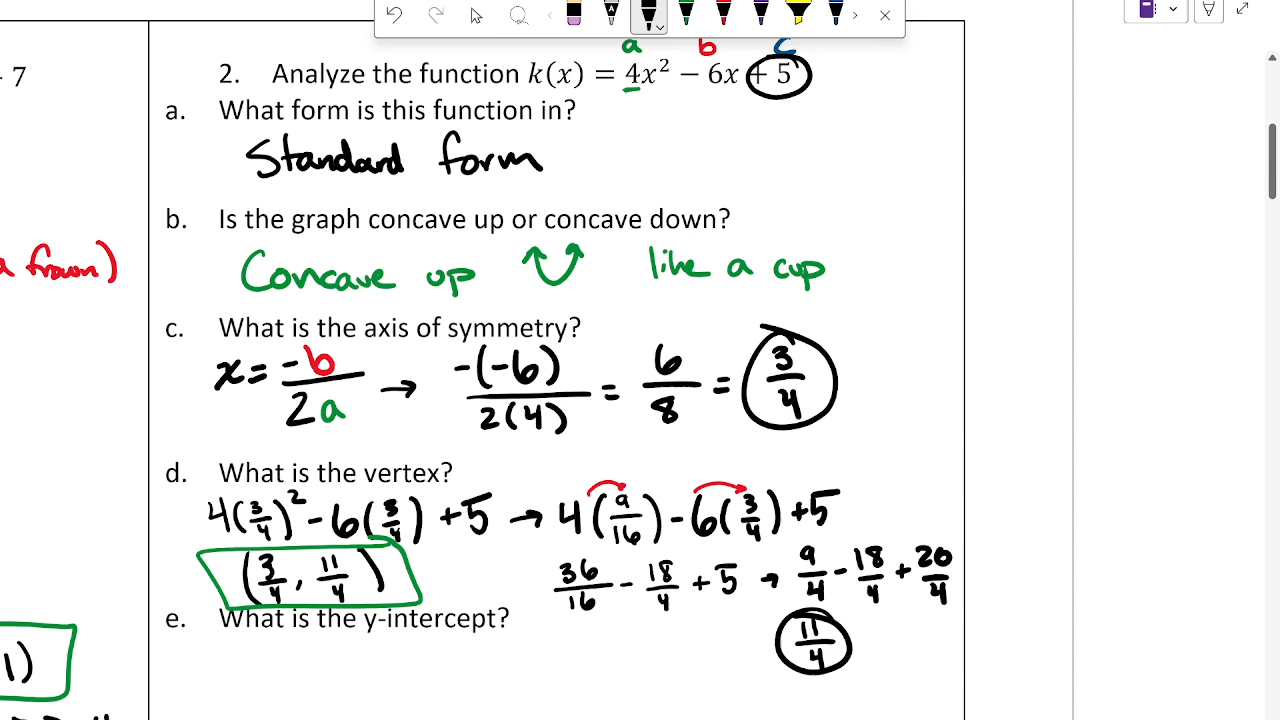 a b c
2. Analyze the function k(x) = 4x² − 6x + 5
- 7
a. What form is this function in?
Standard form
b. Is the graph concave up or concave down?
a frown)
Concave up like a cup
c. What is the axis of symmetry?
x = -b/2a → -(-6)/2(4) = 6/8 = 3/4
d. What is the vertex?
4(3/4)² - 6(3/4) + 5 → 4(9/16) - 6(3/4) + 5
(3/4, 11/4) 36/16 - 18/4 + 5 → 9/4 - 18/4 + 20/4
e. What is the y-intercept?
11/4
1)